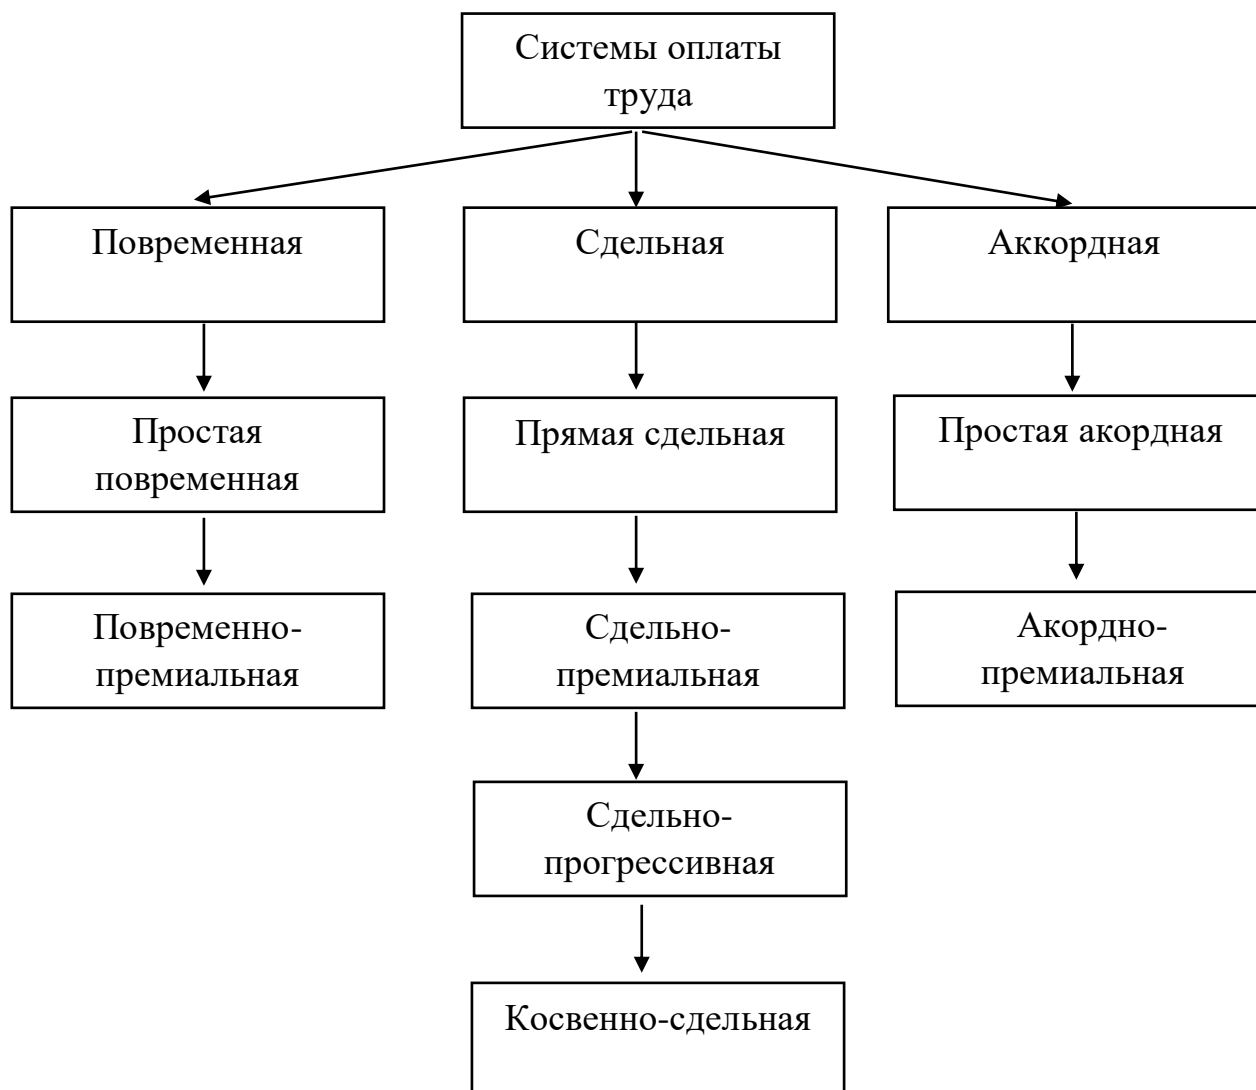 Системы оплаты
труда
Повременная
Сдельная
Аккордная
Простая
повременная
Прямая сдельная
Простая акордная
Повременно-
премиальная
Сдельно-
премиальная
Акордно-
премиальная
Сдельно-
прогрессивная
Косвенно-сдельная